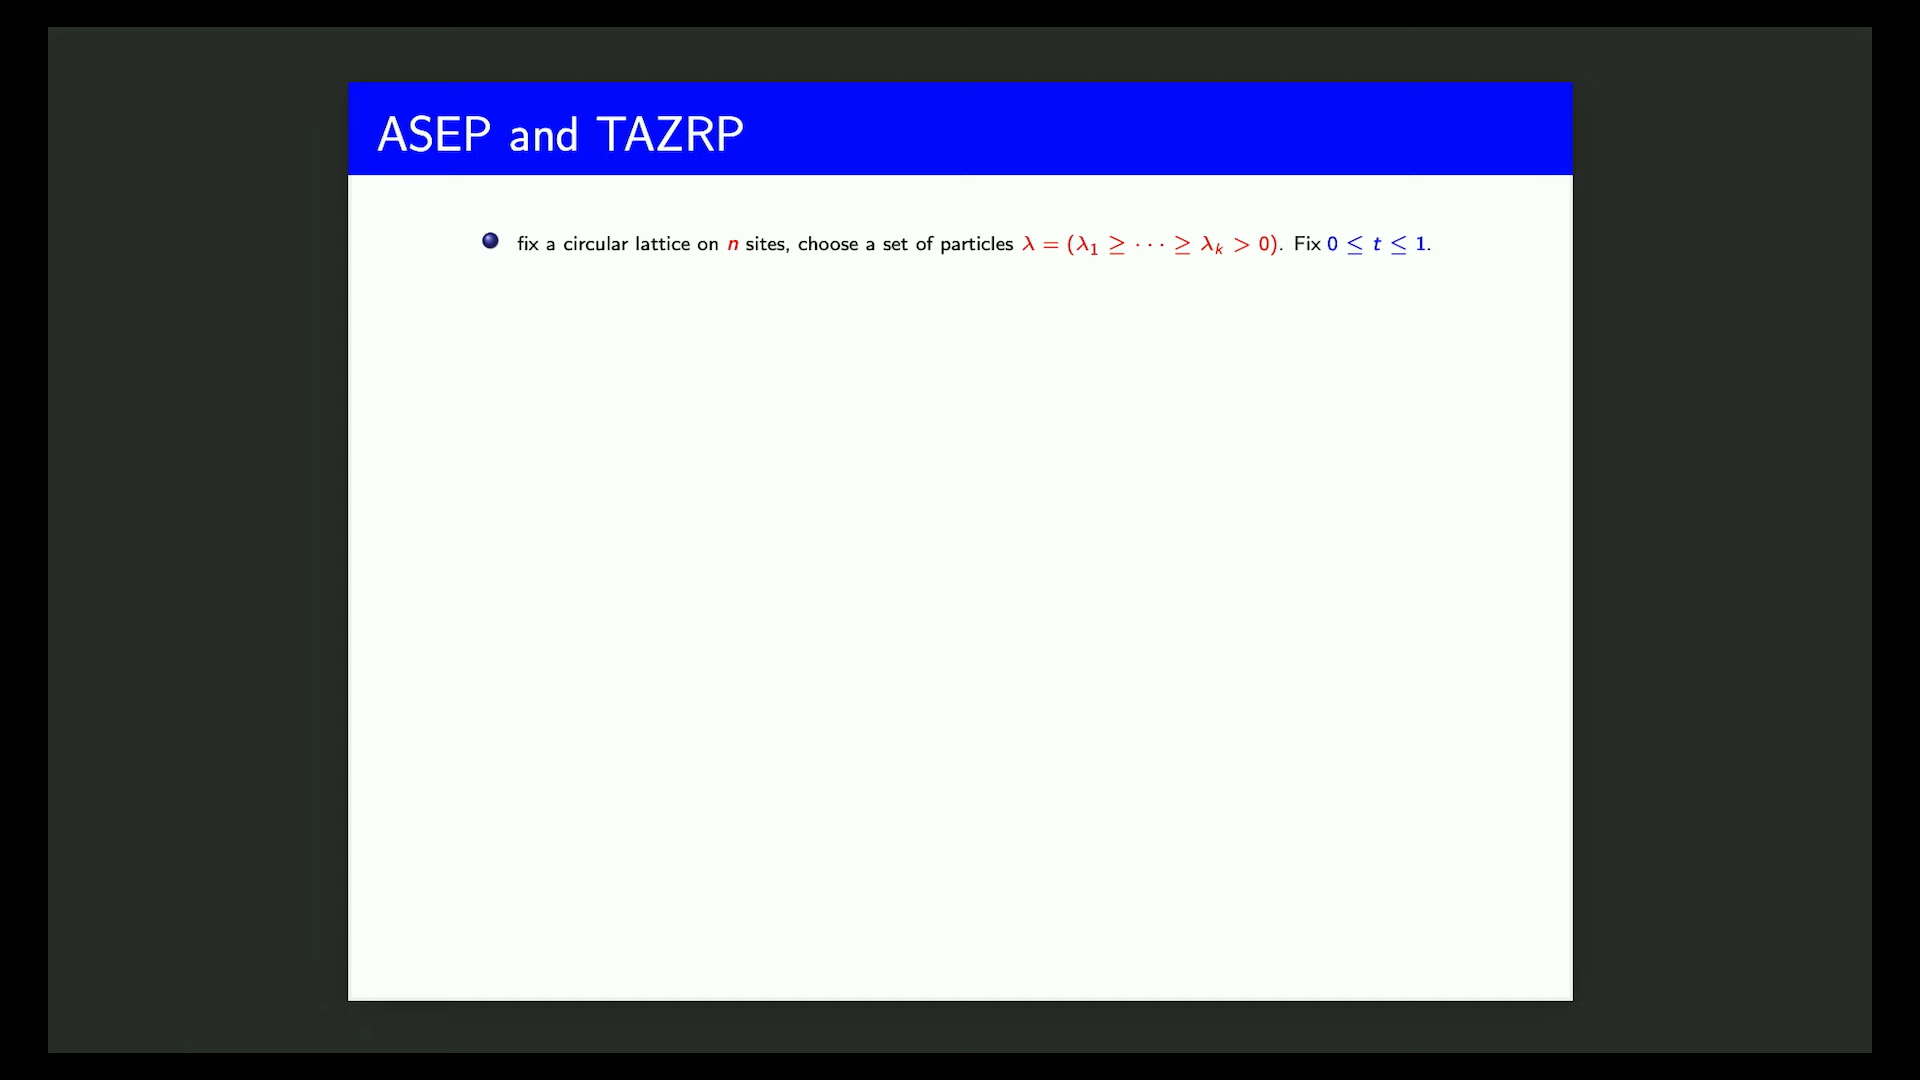 ASEP and TAZRP
fix a circular lattice on n sites, choose a set of particles λ = (λ₁ ≥ · · · ≥ λₖ > 0). Fix 0 ≤ t ≤ 1.